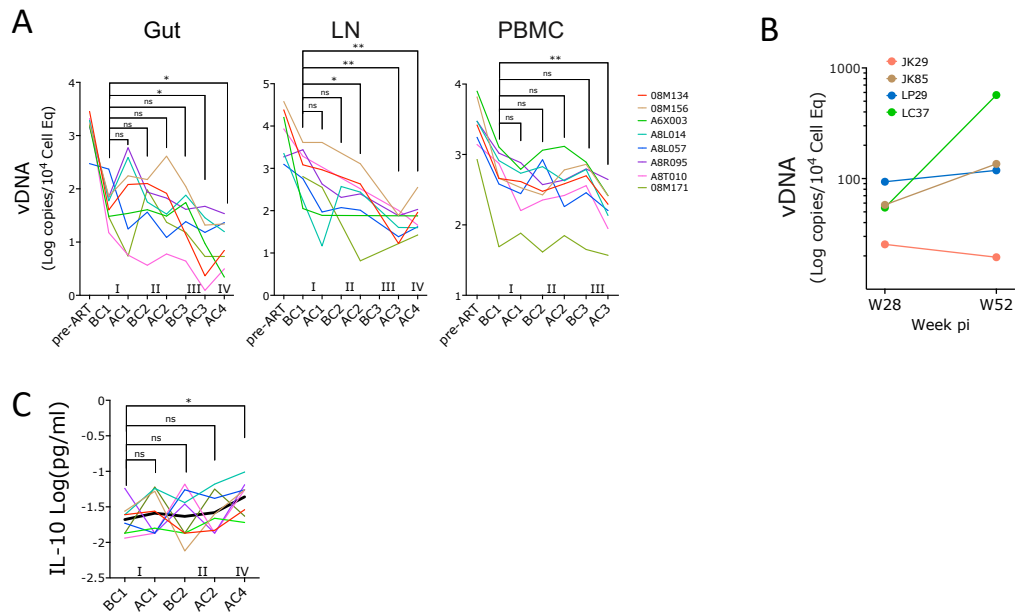 A
Gut
LN
PBMC
B
vDNA
(Log copies/10⁴ Cell Eq)
4
3
2
1
0
*
*
ns
ns
ns
ns
I
II
III
IV
pre-ART
BC1
AC1
BC2
AC2
BC3
AC3
AC4
5
4
3
2
1
0
**
**
*
ns
ns
I
II
III
IV
pre-ART
BC1
AC1
BC2
AC2
BC3
AC3
AC4
4
3
2
1
**
ns
ns
ns
ns
I
II
III
pre-ART
BC1
AC1
BC2
AC2
BC3
AC3
08M134
08M156
A6X003
A8L014
A8L057
A8R095
A8T010
08M171
vDNA
(Log copies/10⁴ Cell Eq)
1000
100
JK29
JK85
LP29
LC37
W28
W52
Week pi
C
IL-10 Log(pg/ml)
0
-0.5
-1
-1.5
-2
-2.5
*
ns
ns
ns
I
II
IV
BC1
AC1
BC2
AC2
AC4